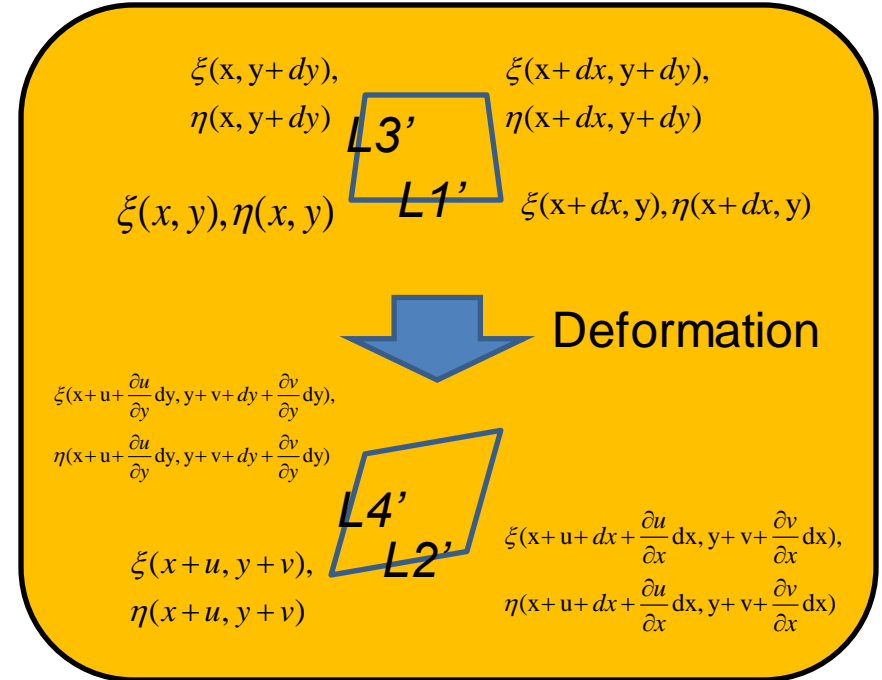 ξ(x, y+dy),
η(x, y+dy)
ξ(x+dx, y+dy),
η(x+dx, y+dy)
L3’
ξ(x, y),η(x, y)
L1’
ξ(x+dx, y),η(x+dx, y)
Deformation
ξ(x+u+∂u/∂y dy, y+v+dy+∂v/∂y dy),
η(x+u+∂u/∂y dy, y+v+dy+∂v/∂y dy)
L4’
L2’
ξ(x+u, y+v),
η(x+u, y+v)
ξ(x+u+dx+∂u/∂x dx, y+v+∂v/∂x dx),
η(x+u+dx+∂u/∂x dx, y+v+∂v/∂x dx)